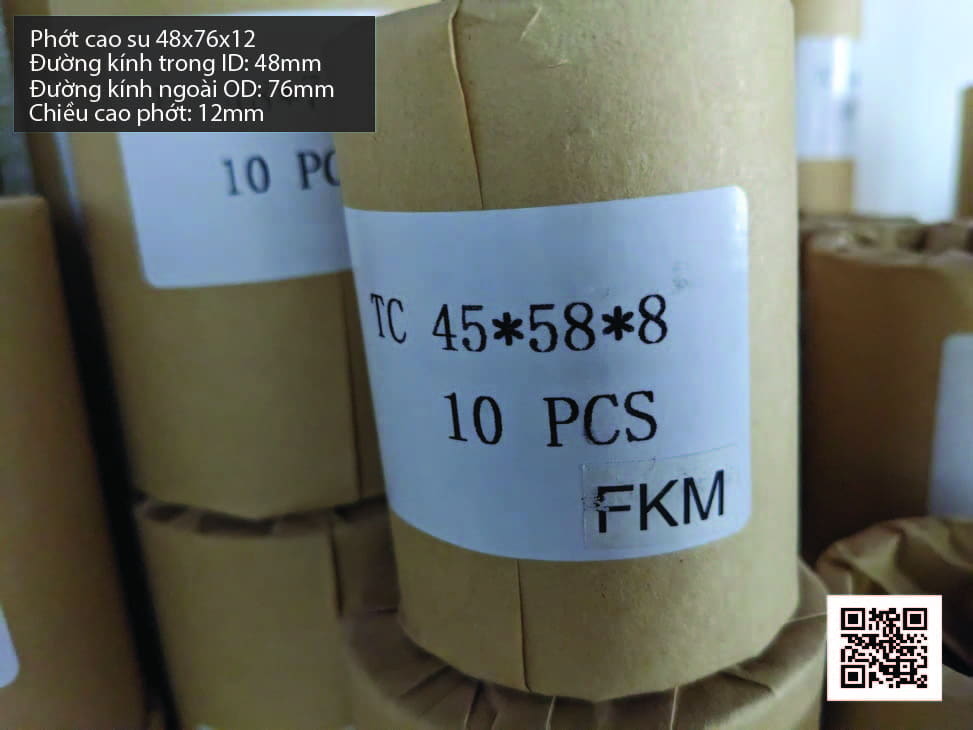 Phớt cao su 48x76x12
Đường kính trong ID: 48mm
Đường kính ngoài OD: 76mm
Chiều cao phớt: 12mm
10 PC
TC 45*58*8
10 PCS
FKM